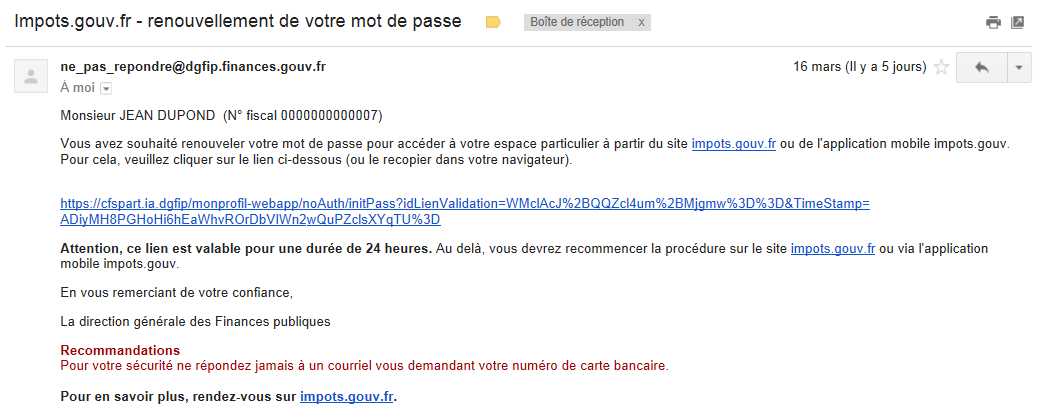 Impots.gouv.fr - renouvellement de votre mot de passe
Boîte de réception x
ne_pas_repondre@dgfip.finances.gouv.fr
16 mars (Il y a 5 jours)
À moi
Monsieur JEAN DUPOND (N° fiscal 0000000000007)
Vous avez souhaité renouveler votre mot de passe pour accéder à votre espace particulier à partir du site impots.gouv.fr ou de l'application mobile impots.gouv.
Pour cela, veuillez cliquer sur le lien ci-dessous (ou le recopier dans votre navigateur).
https://cfspart.ia.dgfip/monprofil-webapp/noAuth/initPass?idLienValidation=WMclAcJ%2BQQZcl4um%2BMjgmw%3D%3D&TimeStamp=
ADiyMH8PGHoHi6hEaWhvROrDbVIWn2wQuPZclsXYqTU%3D
Attention, ce lien est valable pour une durée de 24 heures. Au delà, vous devrez recommencer la procédure sur le site impots.gouv.fr ou via l'application
mobile impots.gouv.
En vous remerciant de votre confiance,
La direction générale des Finances publiques
Recommandations
Pour votre sécurité ne répondez jamais à un courriel vous demandant votre numéro de carte bancaire.
Pour en savoir plus, rendez-vous sur impots.gouv.fr.